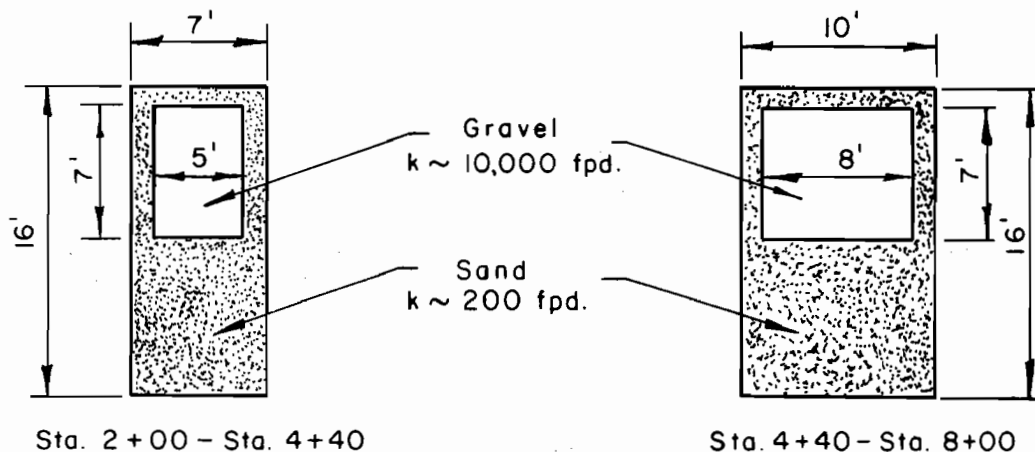 7'
10'
Gravel
k ~ 10,000 fpd.
7'
5'
8'
7'
16'
16'
Sand
k ~ 200 fpd.
Sta. 2+00 – Sta. 4+40
Sta. 4+40 – Sta. 8+00